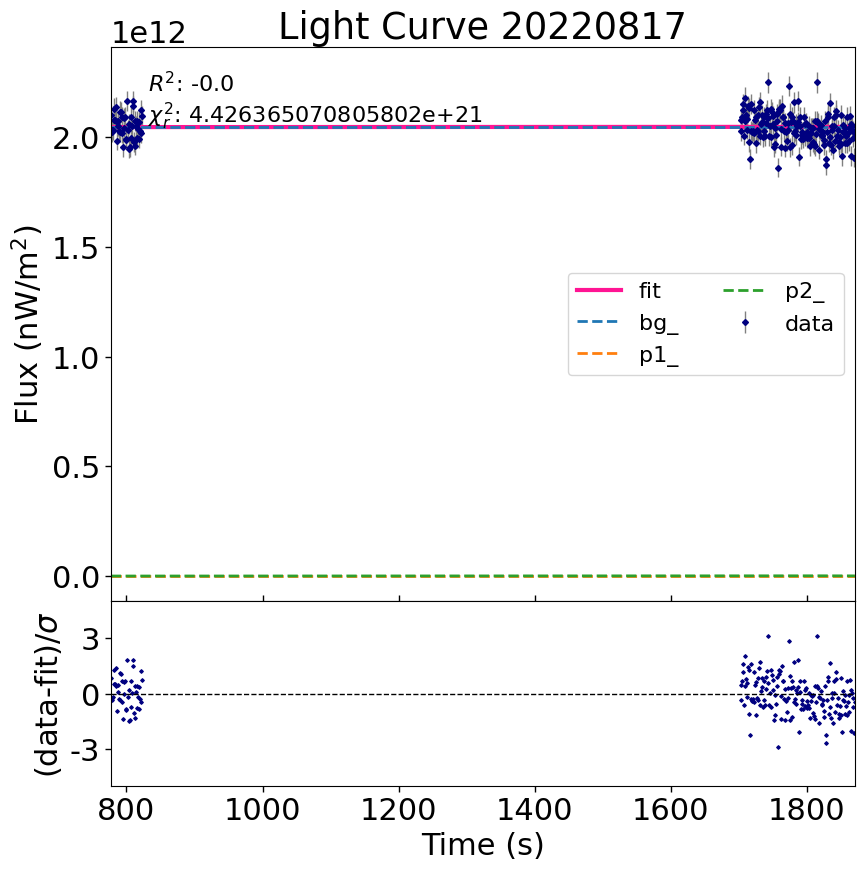 Light Curve 20220817
1e12
R²: -0.0
χ²ᵣ: 4.426365070805802e+21
2.0
1.5
1.0
0.5
0.0
Flux (nW/m²)
fit
bg_
p1_
p2_
data
3
0
-3
(data-fit)/σ
800 1000 1200 1400 1600 1800
Time (s)